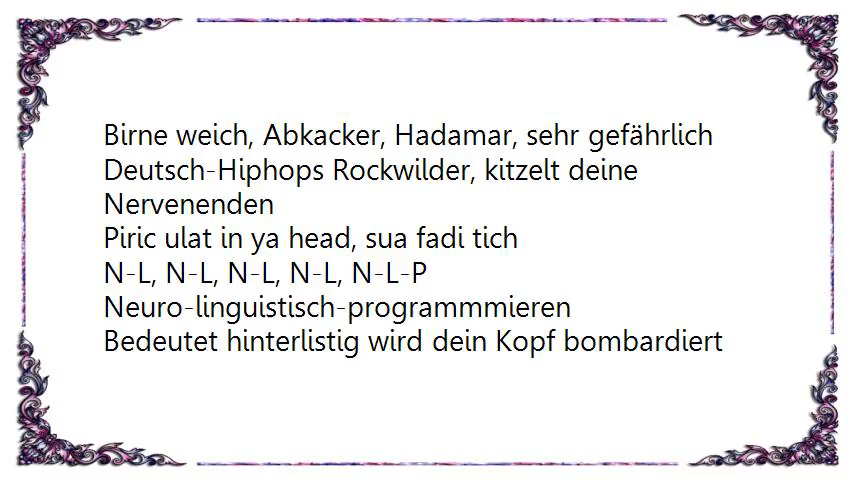 Birne weich, Abkacker, Hadamar, sehr gefährlich
Deutsch-Hiphops Rockwilder, kitzelt deine
Nervenenden
Piric ulat in ya head, sua fadi tich
N-L, N-L, N-L, N-L, N-L-P
Neuro-linguistisch-programmmieren
Bedeutet hinterlistig wird dein Kopf bombardiert